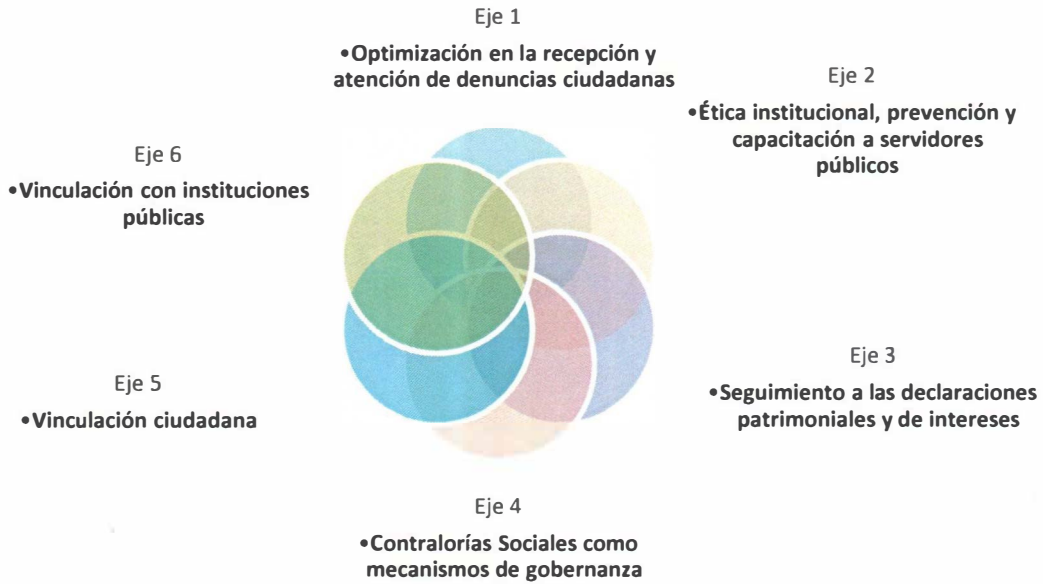 Eje 1
•Optimización en la recepción y
atención de denuncias ciudadanas
Eje 2
•Ética institucional, prevención y
capacitación a servidores
públicos
Eje 3
•Seguimiento a las declaraciones
patrimoniales y de intereses
Eje 4
•Contralorías Sociales como
mecanismos de gobernanza
Eje 5
•Vinculación ciudadana
Eje 6
•Vinculación con instituciones
públicas